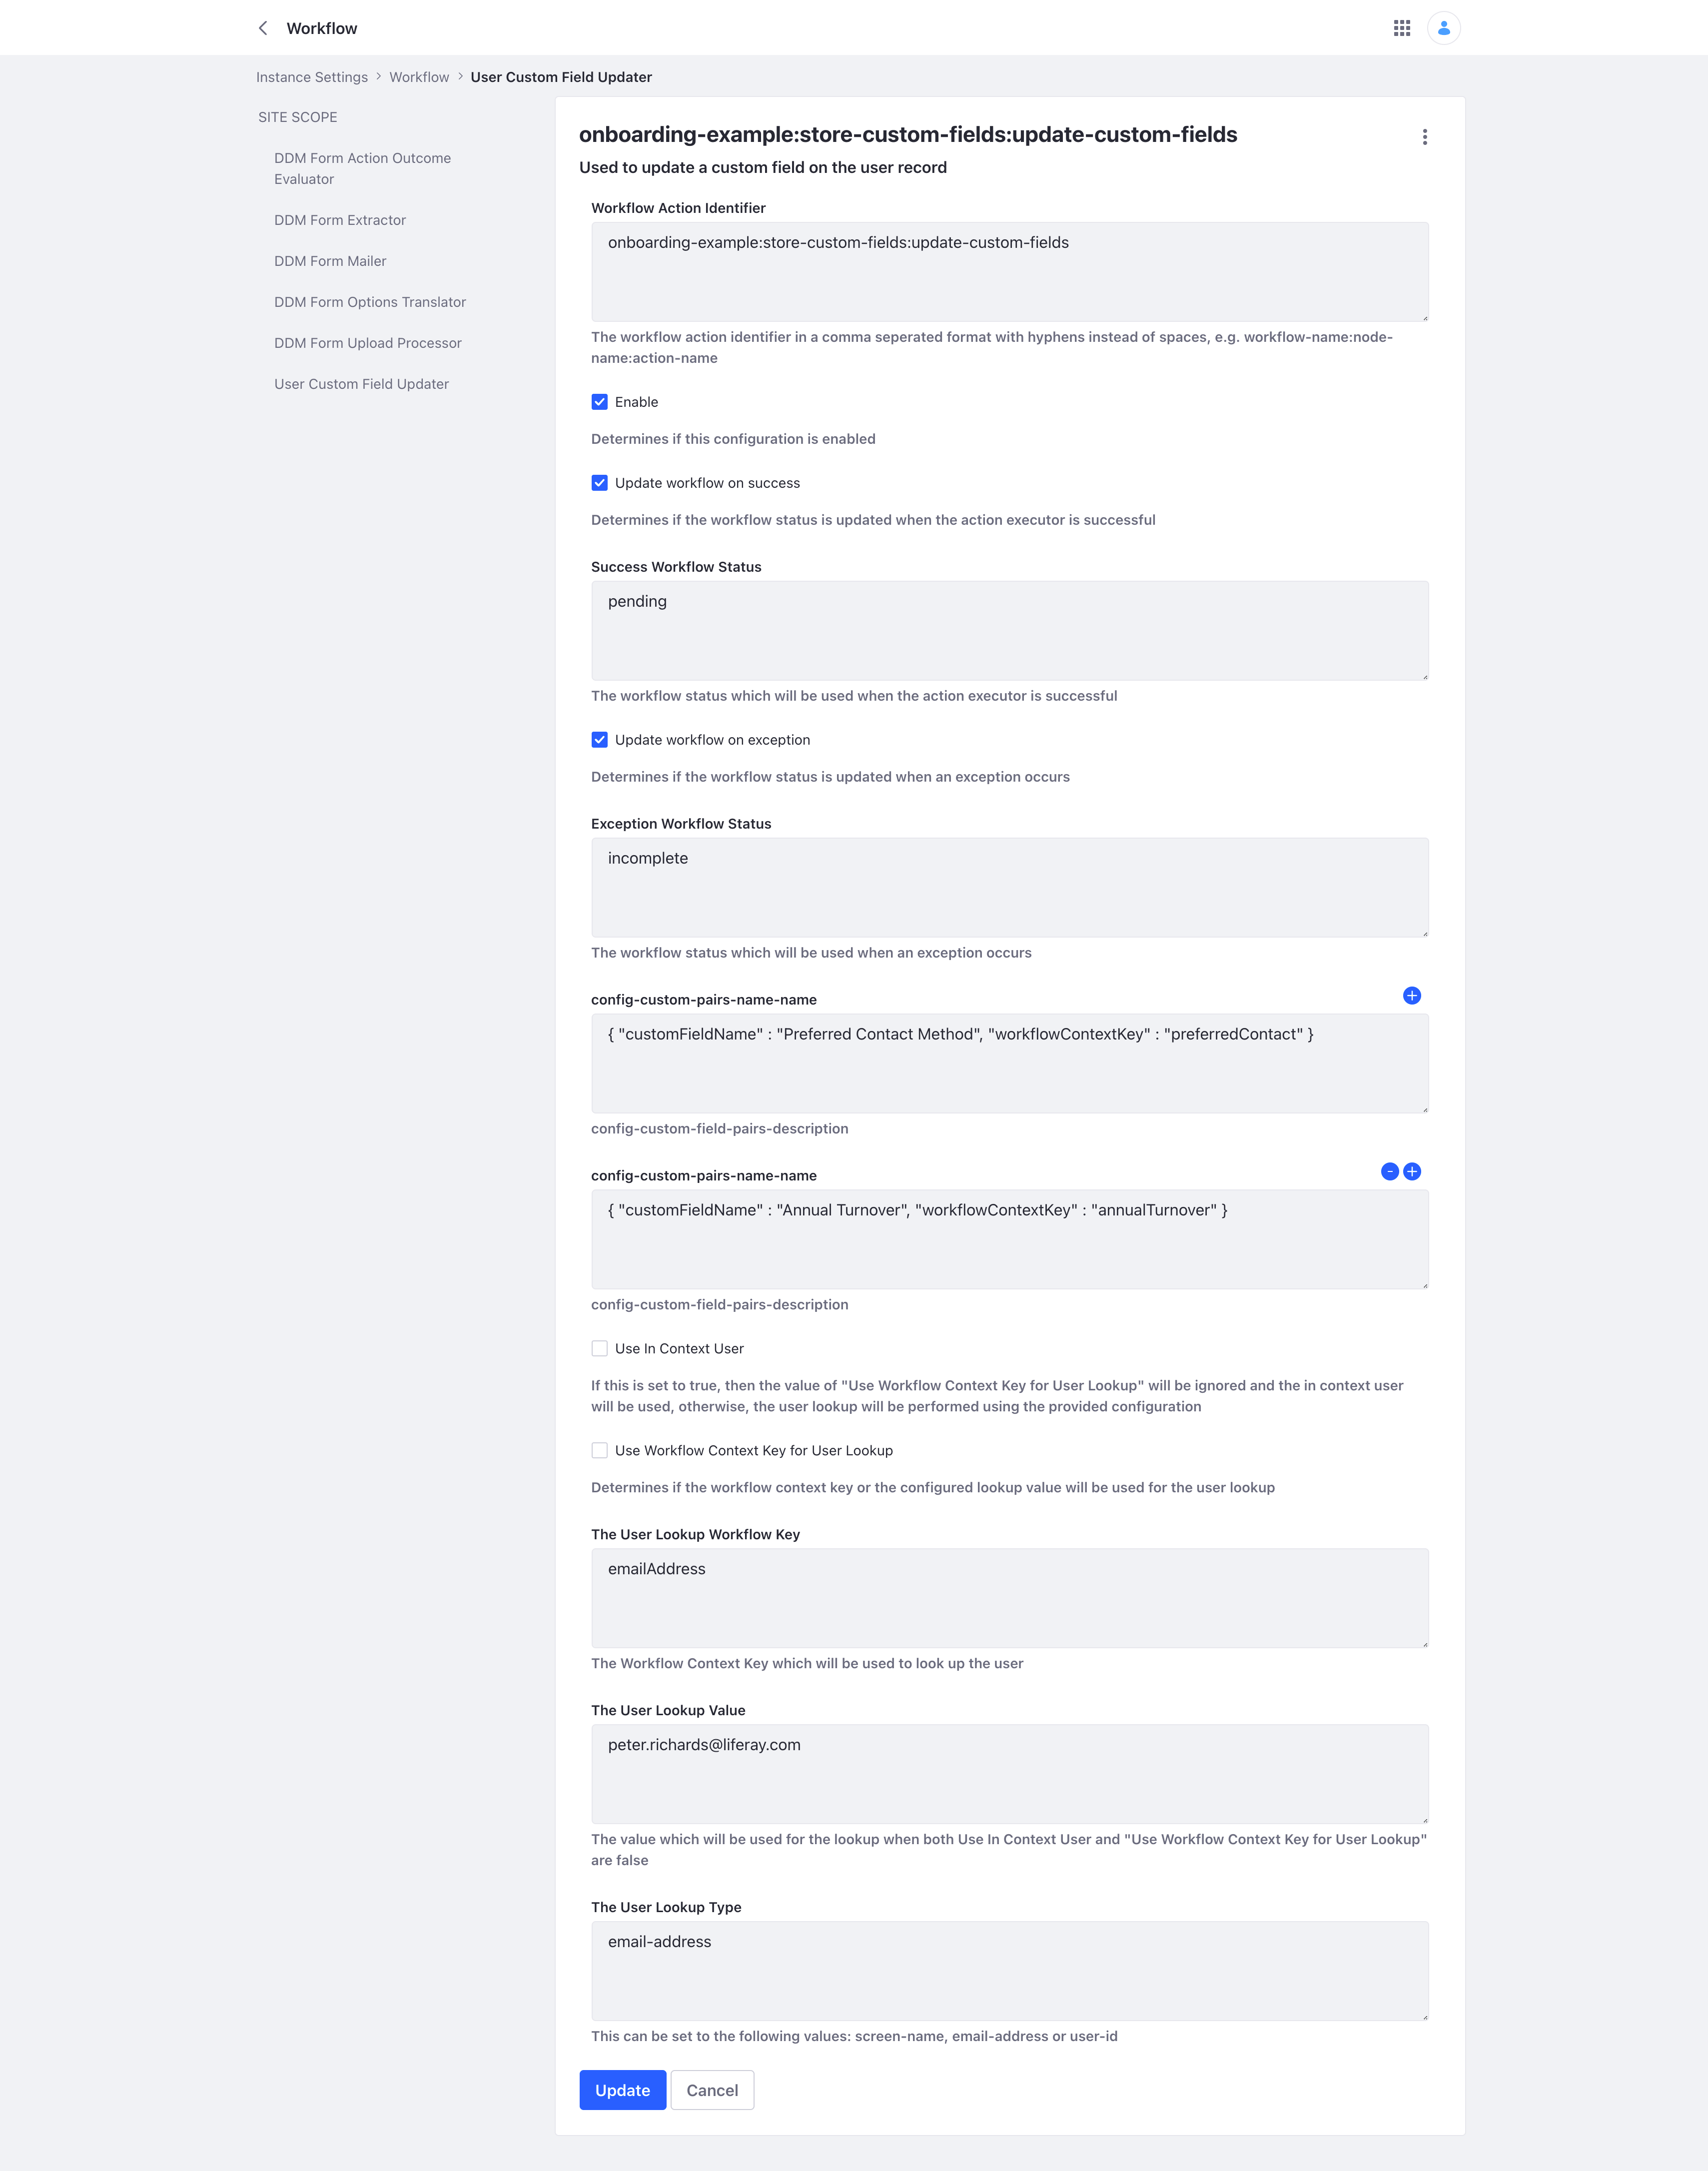 Workflow
Instance Settings > Workflow > User Custom Field Updater
SITE SCOPE
DDM Form Action Outcome
Evaluator
DDM Form Extractor
DDM Form Mailer
DDM Form Options Translator
DDM Form Upload Processor
User Custom Field Updater
onboarding-example:store-custom-fields:update-custom-fields
Used to update a custom field on the user record
Workflow Action Identifier
onboarding-example:store-custom-fields:update-custom-fields
The workflow action identifier in a comma seperated format with hyphens instead of spaces, e.g. workflow-name:node-
name:action-name
Enable
Determines if this configuration is enabled
Update workflow on success
Determines if the workflow status is updated when the action executor is successful
Success Workflow Status
pending
The workflow status which will be used when the action executor is successful
Update workflow on exception
Determines if the workflow status is updated when an exception occurs
Exception Workflow Status
incomplete
The workflow status which will be used when an exception occurs
config-custom-pairs-name-name
{ "customFieldName" : "Preferred Contact Method", "workflowContextKey" : "preferredContact" }
config-custom-field-pairs-description
config-custom-pairs-name-name
{ "customFieldName" : "Annual Turnover", "workflowContextKey" : "annualTurnover" }
config-custom-field-pairs-description
Use In Context User
If this is set to true, then the value of "Use Workflow Context Key for User Lookup" will be ignored and the in context user
will be used, otherwise, the user lookup will be performed using the provided configuration
Use Workflow Context Key for User Lookup
Determines if the workflow context key or the configured lookup value will be used for the user lookup
The User Lookup Workflow Key
emailAddress
The Workflow Context Key which will be used to look up the user
The User Lookup Value
peter.richards@liferay.com
The value which will be used for the lookup when both Use In Context User and "Use Workflow Context Key for User Lookup"
are false
The User Lookup Type
email-address
This can be set to the following values: screen-name, email-address or user-id
Update
Cancel